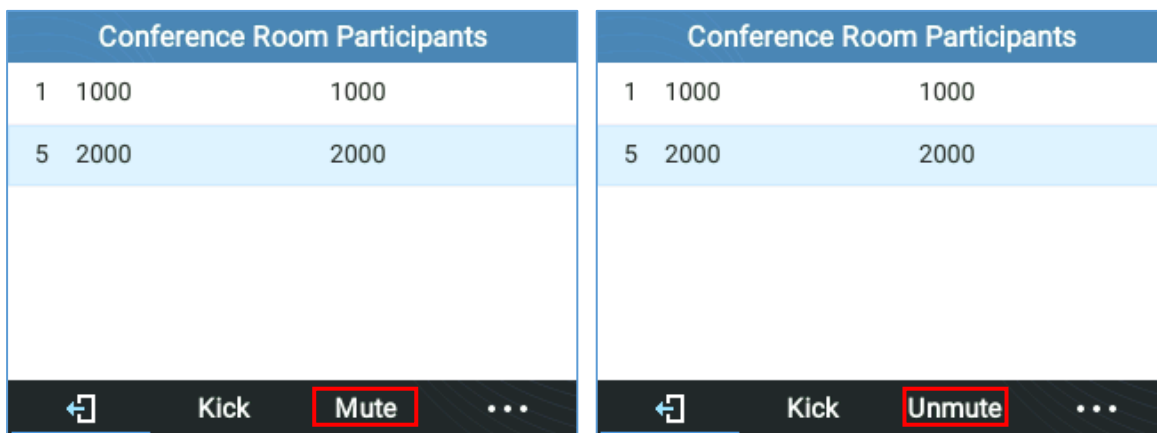 Conference Room Participants
1 1000 1000
5 2000 2000
Kick Mute ...
Conference Room Participants
1 1000 1000
5 2000 2000
Kick Unmute ...